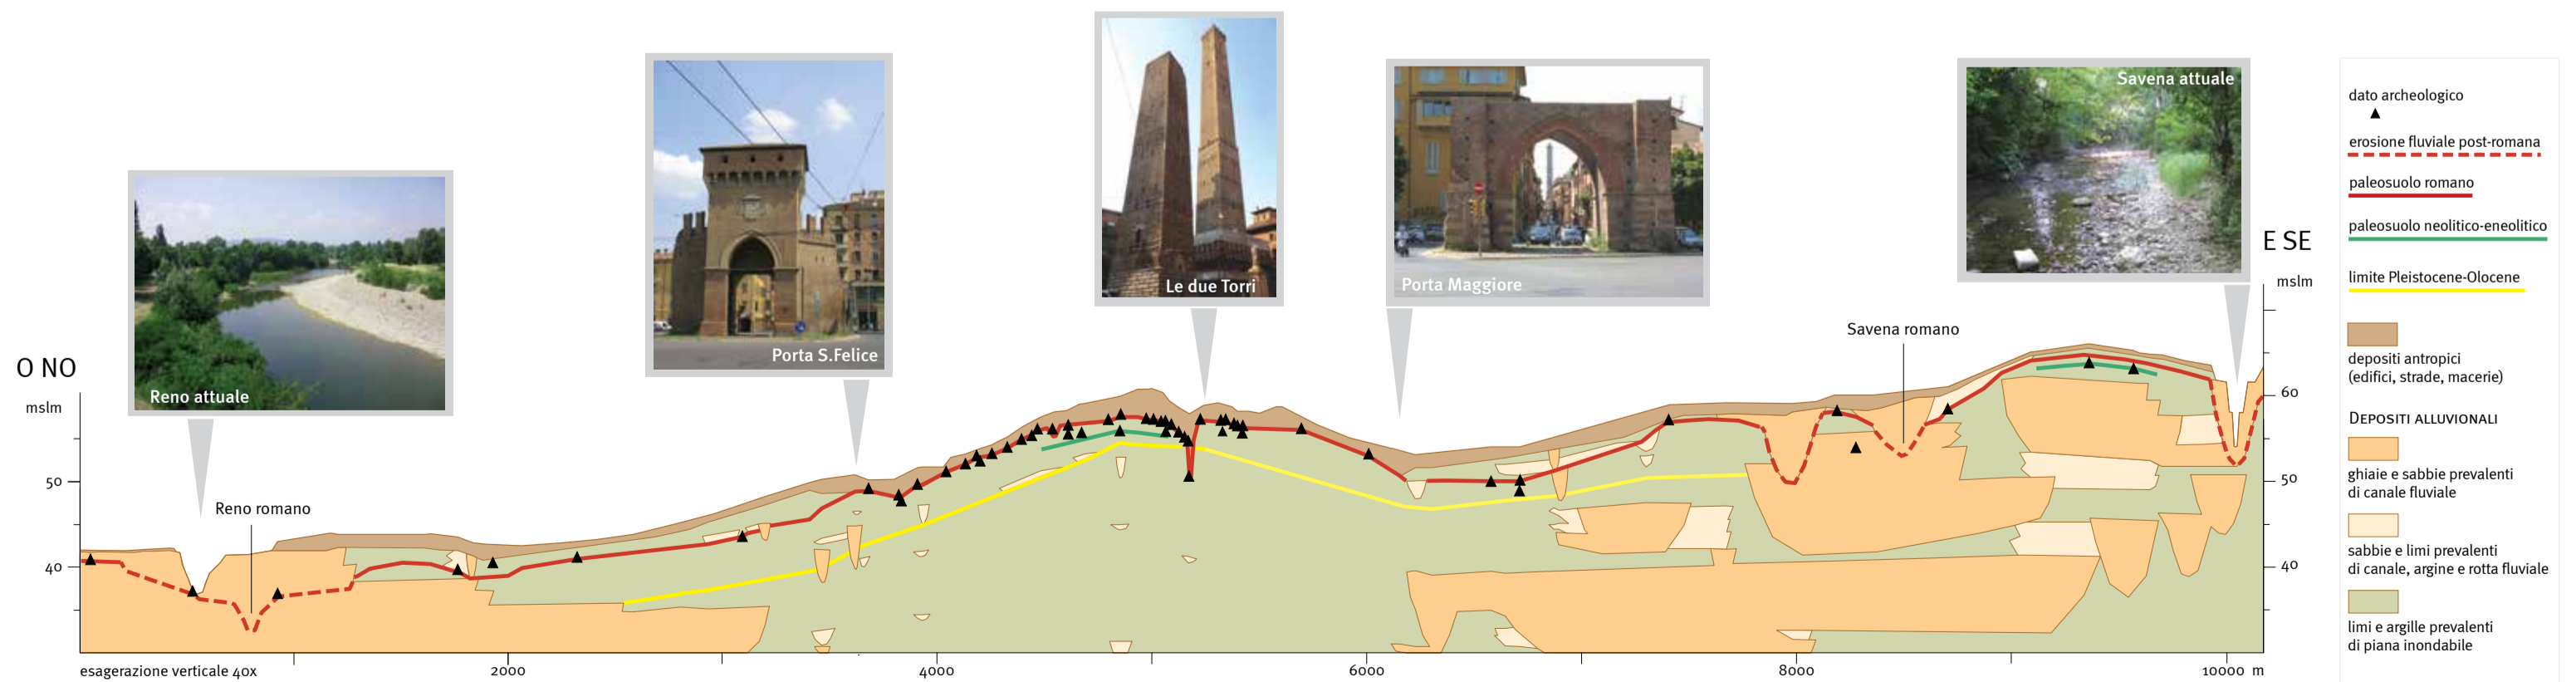 Reno attuale
Porta S.Felice
Le due Torri
Porta Maggiore
Savena attuale
O NO
mslm
50
40
Reno romano
Savena romano
E SE
mslm
60
50
40
esagerazione verticale 40x
2000
4000
6000
8000
10000 m
dato archeologico
erosione fluviale post-romana
paleosuolo romano
paleosuolo neolitico-eneolitico
limite Pleistocene-Olocene
depositi antropici
(edifici, strade, macerie)
DEPOSITI ALLUVIONALI
ghiaie e sabbie prevalenti
di canale fluviale
sabbie e limi prevalenti
di canale, argine e rotta fluviale
limi e argille prevalenti
di piana inondabile